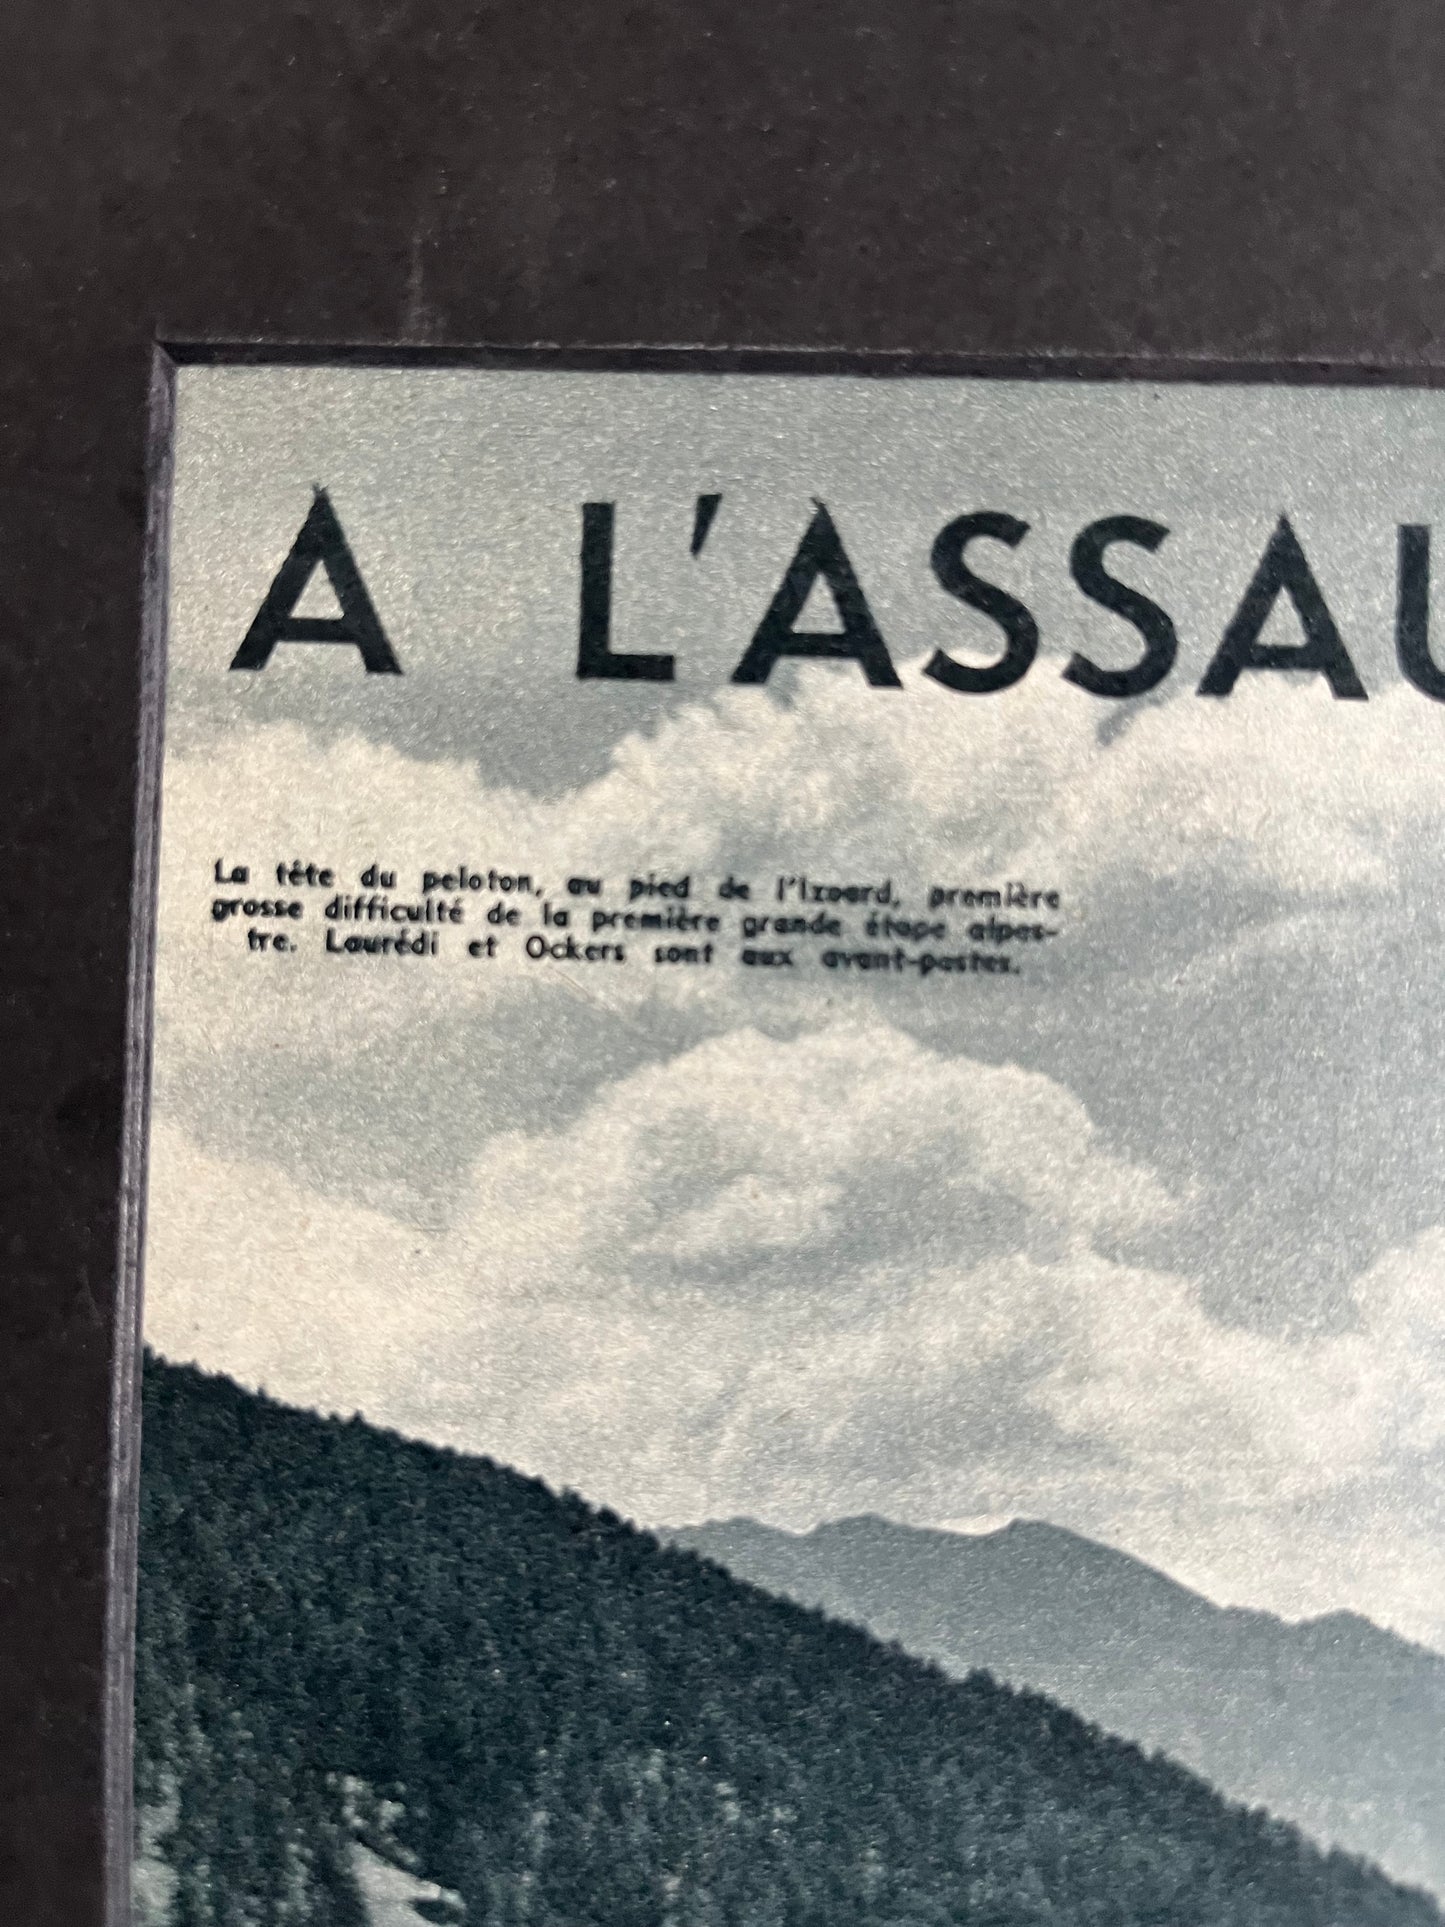 A L'ASSAU
La tête du peloton, au pied de l'Izoard, première
grosse difficulté de la première grande étape alpes-
tre. Laurédi et Ockers sont aux avant-postes.